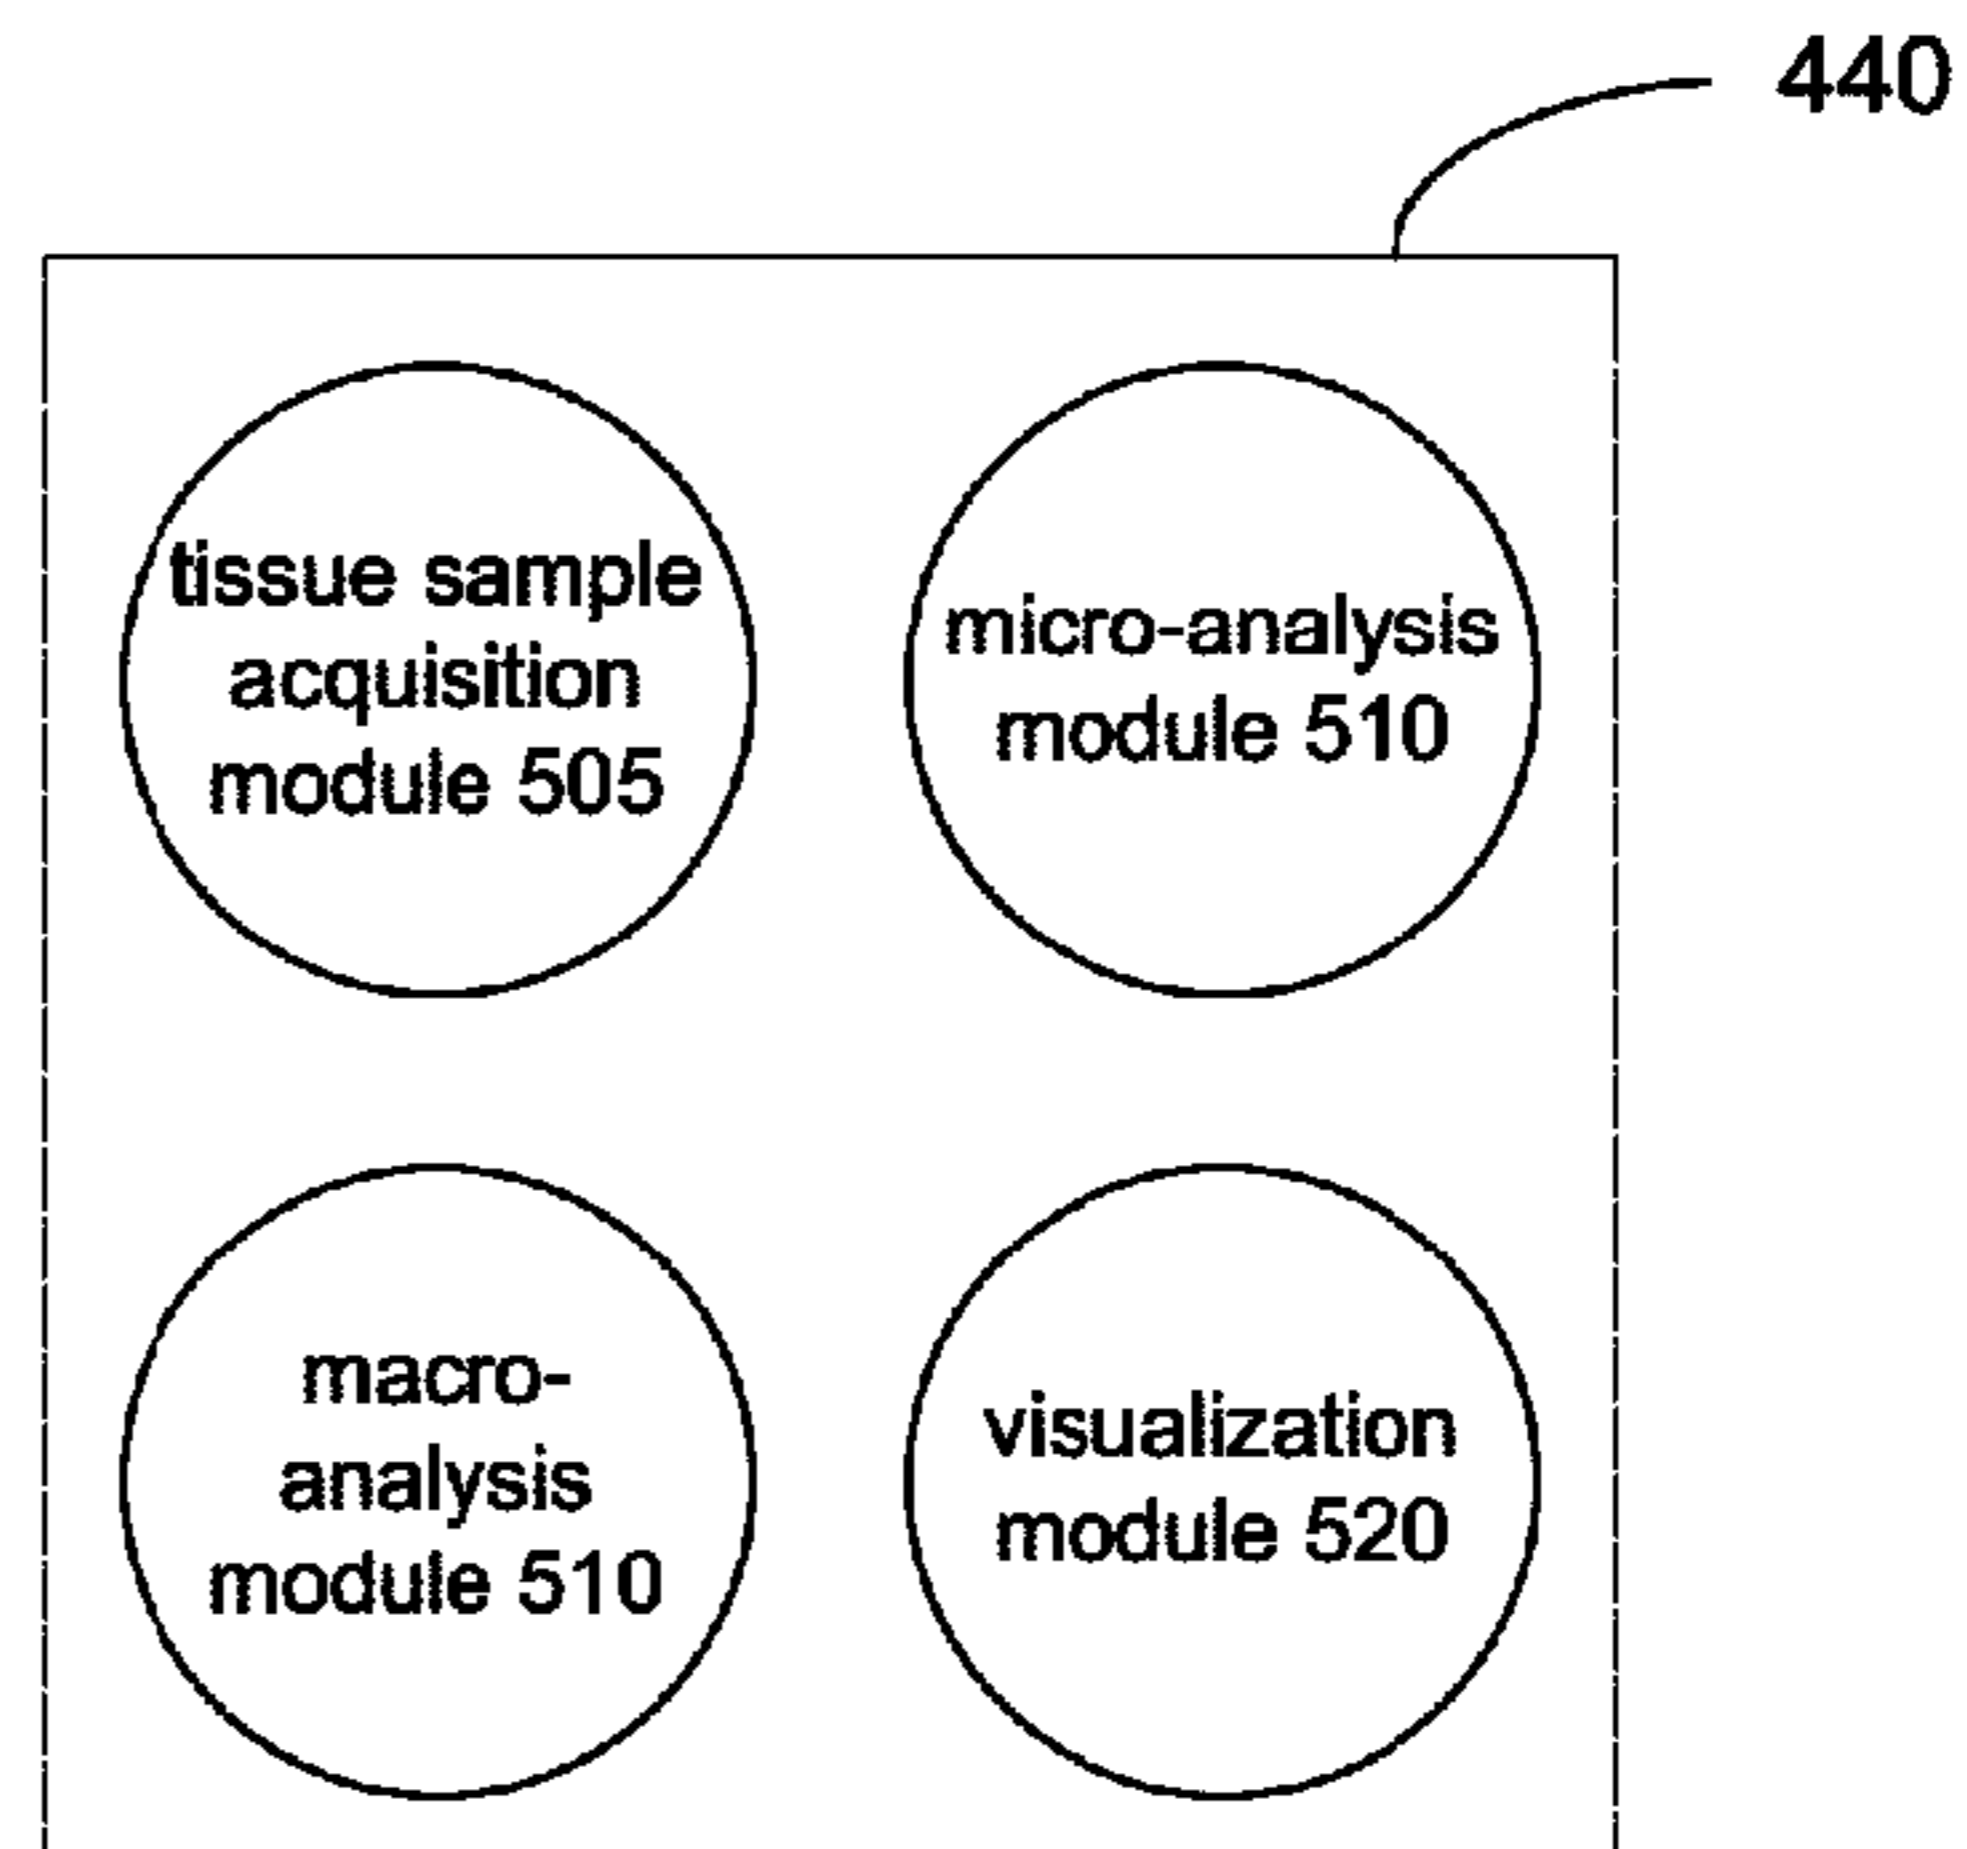 440
tissue sample
acquisition
module 505
micro-analysis
module 510
macro-
analysis
module 510
visualization
module 520